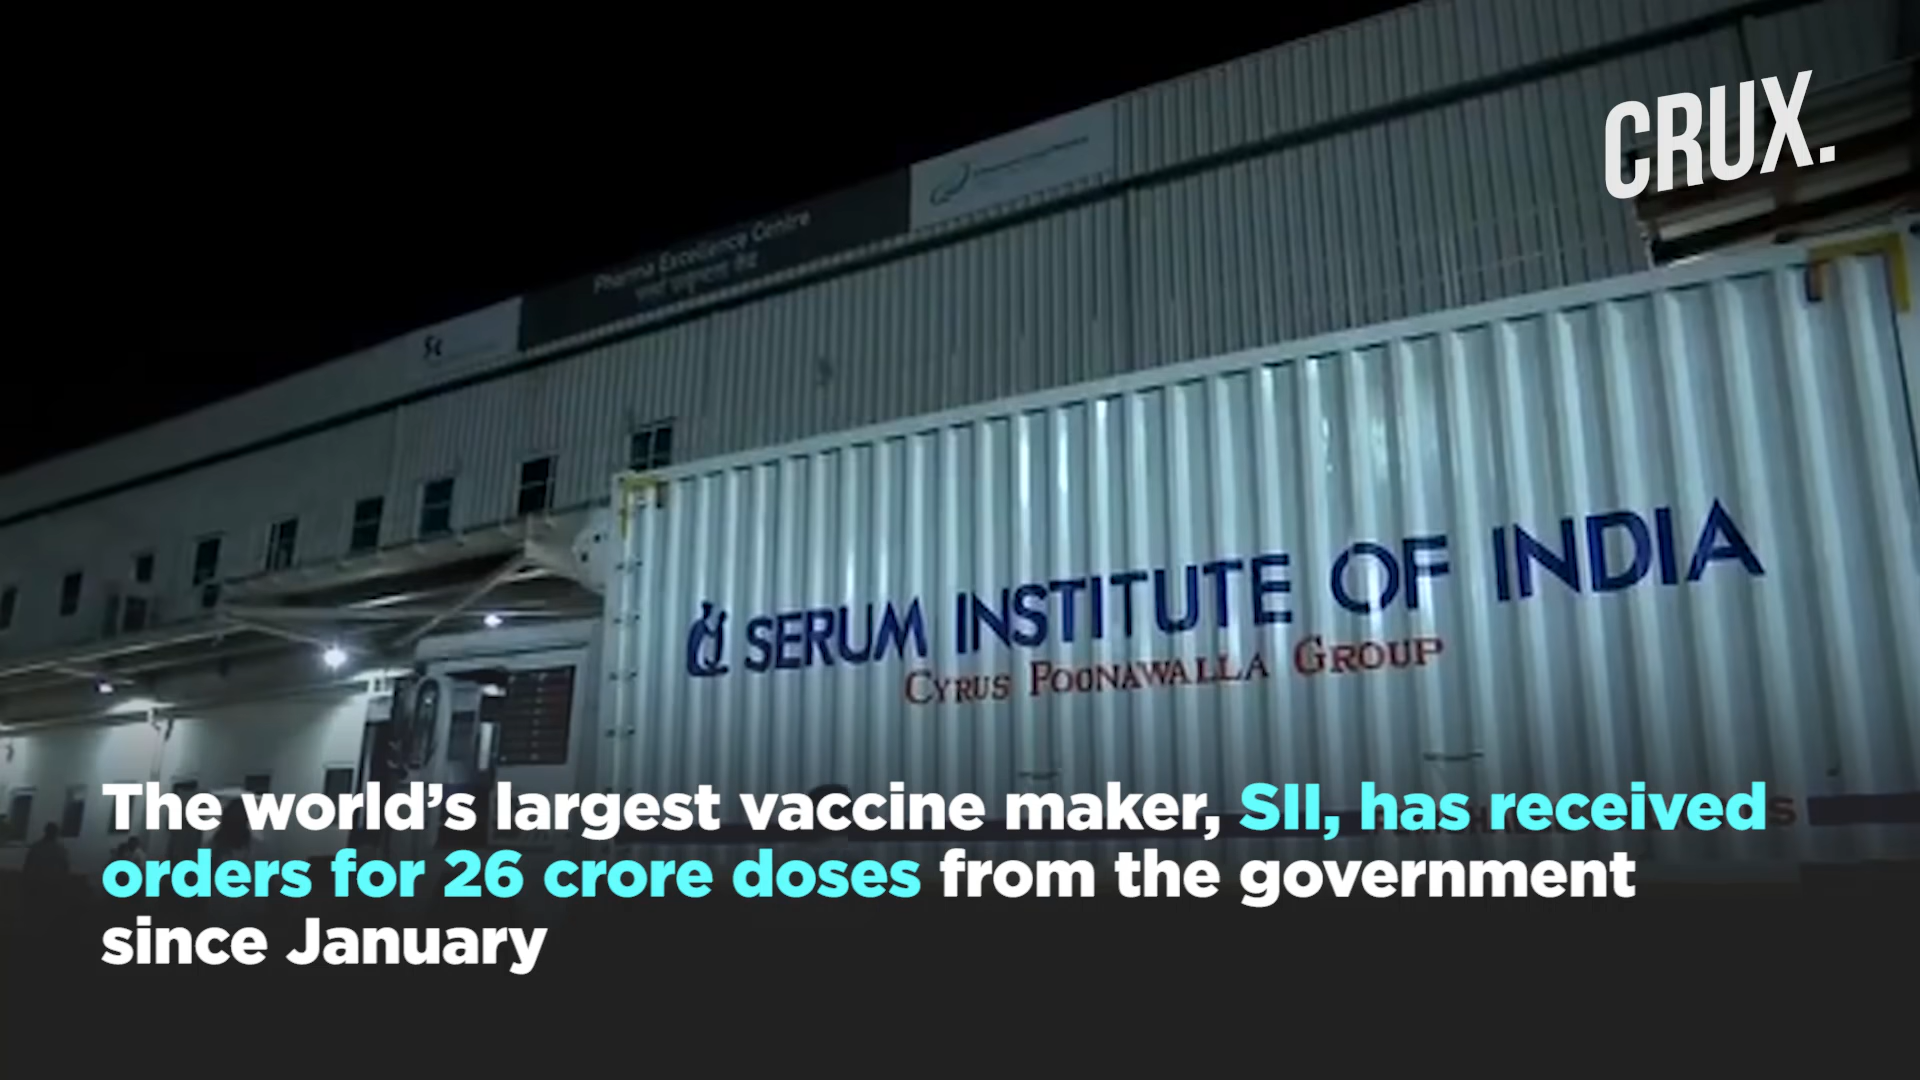 CRUX.
Pharma Excellence Centre
SERUM INSTITUTE OF INDIA
CYRUS POONAWALLA GROUP
The world's largest vaccine maker, SII, has received
orders for 26 crore doses from the government
since January